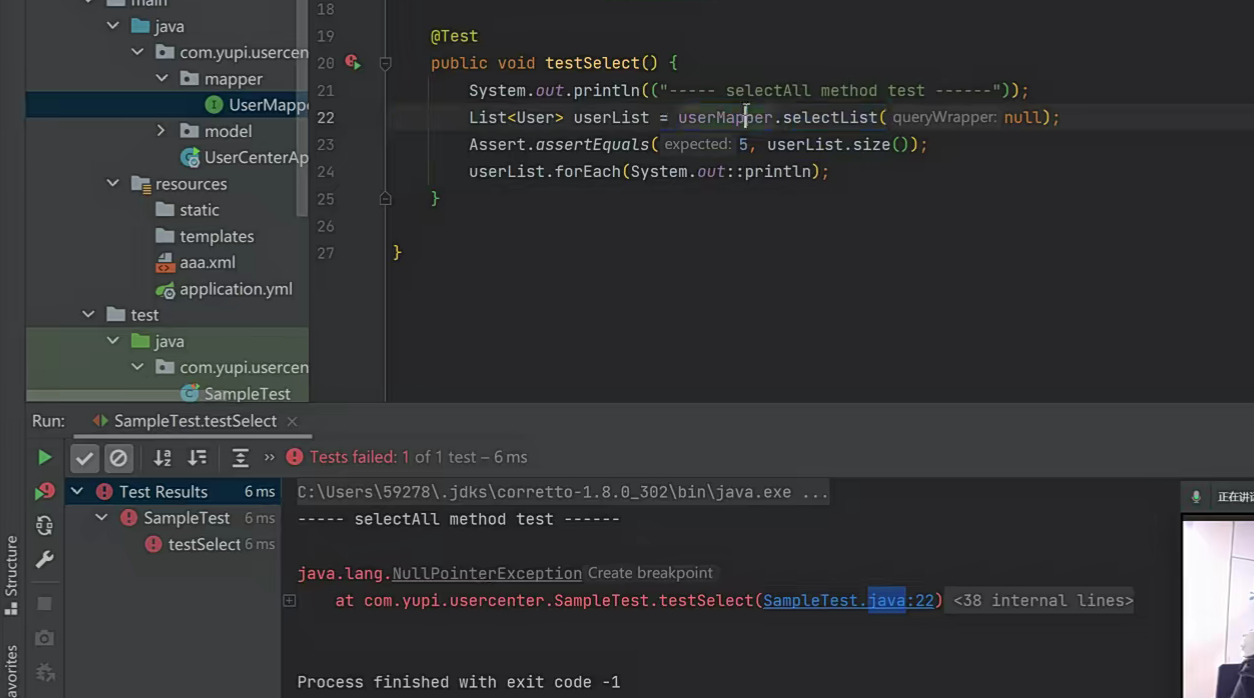 main
java
com.yupi.usercen
mapper
UserMapp
model
UserCenterAp
resources
static
templates
aaa.xml
application.yml
test
java
com.yupi.usercen
SampleTest
18
19 @Test
20 public void testSelect() {
21 System.out.println(("----- selectAll method test ------"));
22 List<User> userList = userMapper.selectList( queryWrapper: null);
23 Assert.assertEquals( expected: 5, userList.size());
24 userList.forEach(System.out::println);
25 }
26
27 }
Run: SampleTest.testSelect ×
Tests failed: 1 of 1 test – 6 ms
Test Results 6 ms
SampleTest 6 ms
testSelect 6 ms
C:\Users\59278\.jdks\corretto-1.8.0_302\bin\java.exe ...
----- selectAll method test ------
java.lang.NullPointerException Create breakpoint
at com.yupi.usercenter.SampleTest.testSelect(SampleTest.java:22) <38 internal lines>
Process finished with exit code -1
Structure
avorites
正在讲